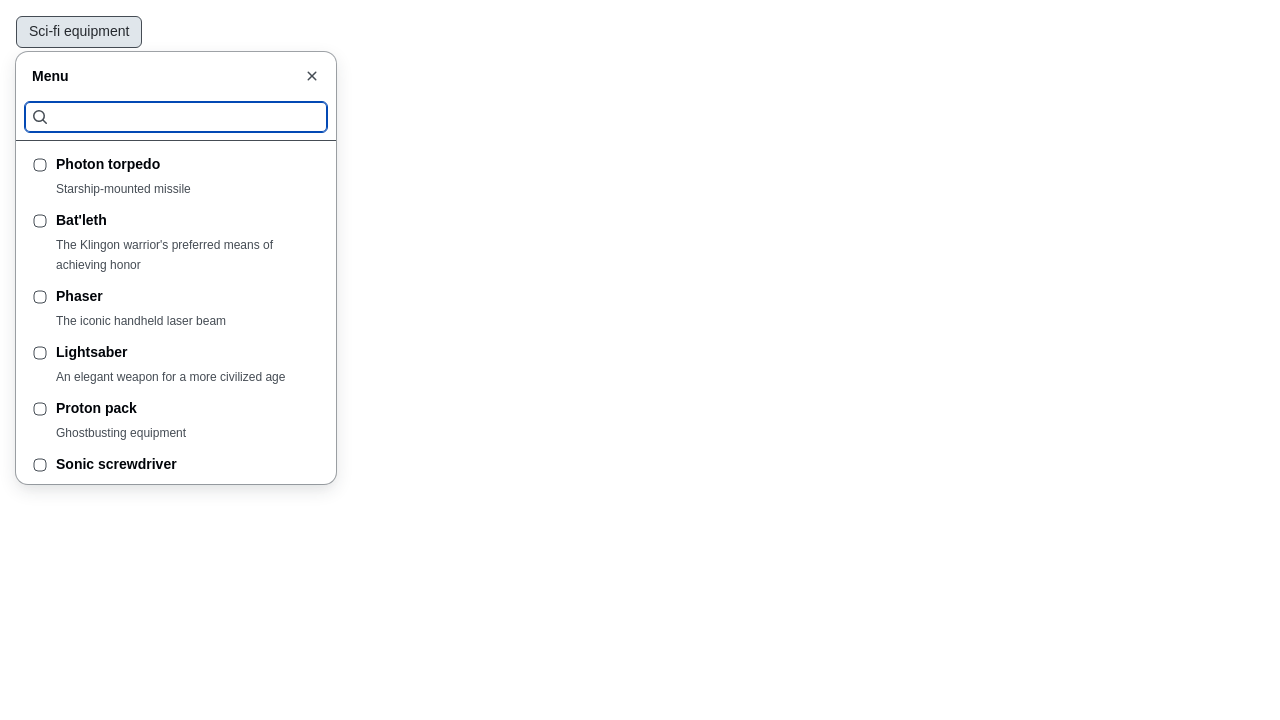 Sci-fi equipment
Menu
Photon torpedo
Starship-mounted missile
Bat'leth
The Klingon warrior's preferred means of
achieving honor
Phaser
The iconic handheld laser beam
Lightsaber
An elegant weapon for a more civilized age
Proton pack
Ghostbusting equipment
Sonic screwdriver